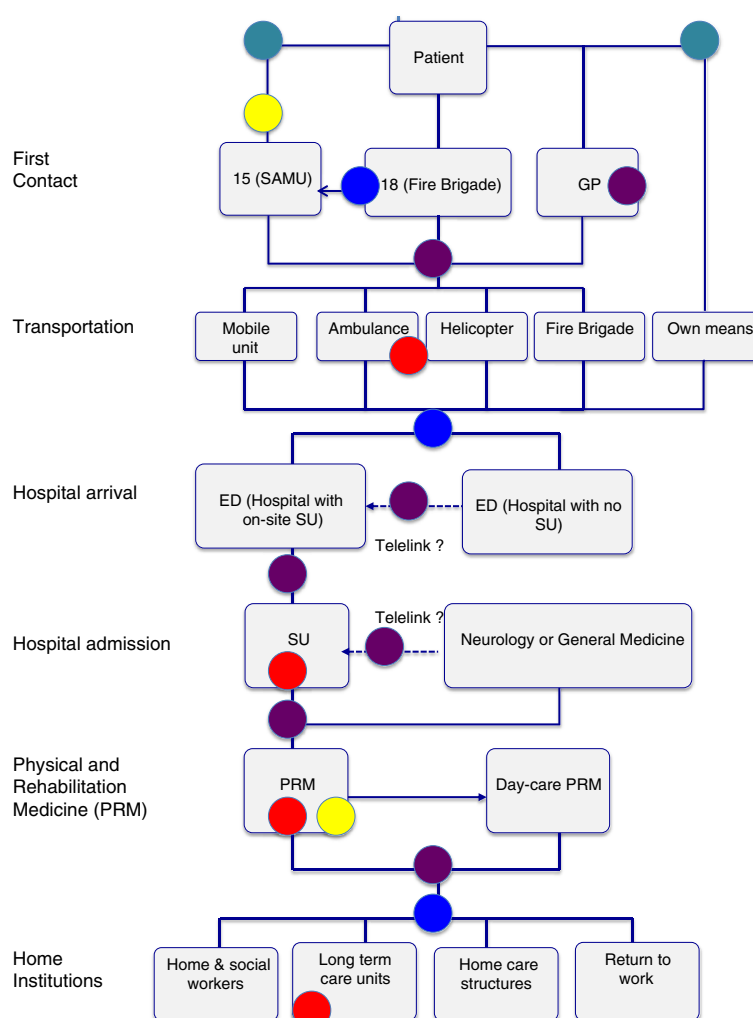 Patient
First
Contact
15 (SAMU)
18 (Fire Brigade)
GP
Transportation
Mobile
unit
Ambulance
Helicopter
Fire Brigade
Own means
Hospital arrival
ED (Hospital with
on-site SU)
ED (Hospital with no
SU)
Telelink ?
Hospital admission
SU
Telelink ?
Neurology or General Medicine
Physical and
Rehabilitation
Medicine (PRM)
PRM
Day-care PRM
Home
Institutions
Home & social
workers
Long term
care units
Home care
structures
Return to
work